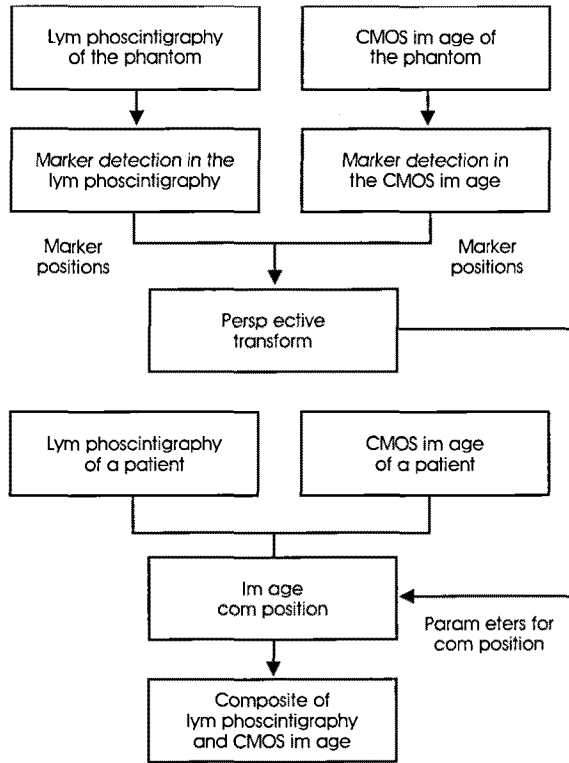 Lym phoscintigraphy
of the phantom
CMOS im age of
the phantom
Marker detection in the
lym phoscintigraphy
Marker detection in
the CMOS im age
Marker
positions
Marker
positions
Persp ective
transform
Lym phoscintigraphy
of a patient
CMOS im age
of a patient
Im age
com position
Param eters for
com position
Composite of
lym phoscintigraphy
and CMOS im age